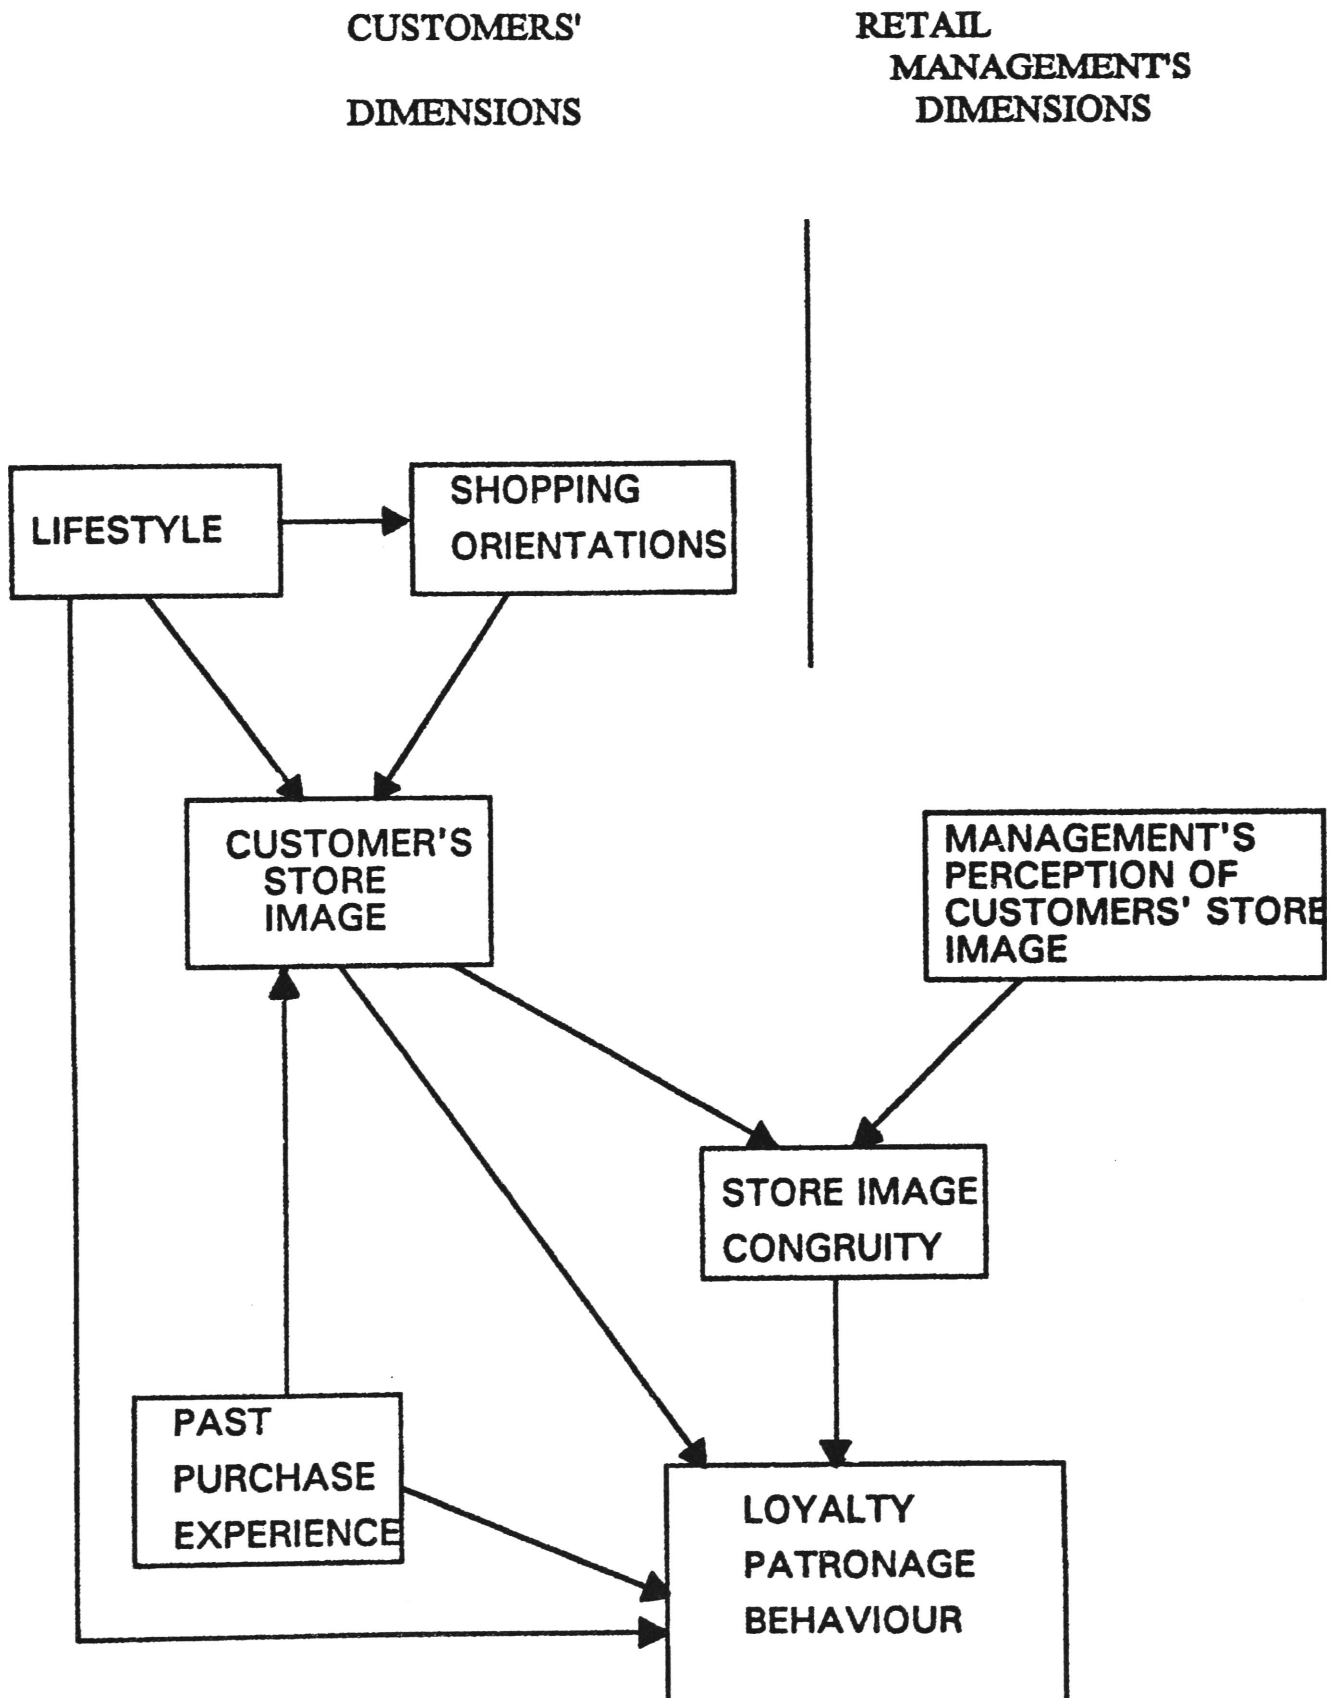 CUSTOMERS'
DIMENSIONS
RETAIL
MANAGEMENT'S
DIMENSIONS
LIFESTYLE
SHOPPING
ORIENTATIONS
CUSTOMER'S
STORE
IMAGE
MANAGEMENT'S
PERCEPTION OF
CUSTOMERS' STORE
IMAGE
STORE IMAGE
CONGRUITY
PAST
PURCHASE
EXPERIENCE
LOYALTY
PATRONAGE
BEHAVIOUR